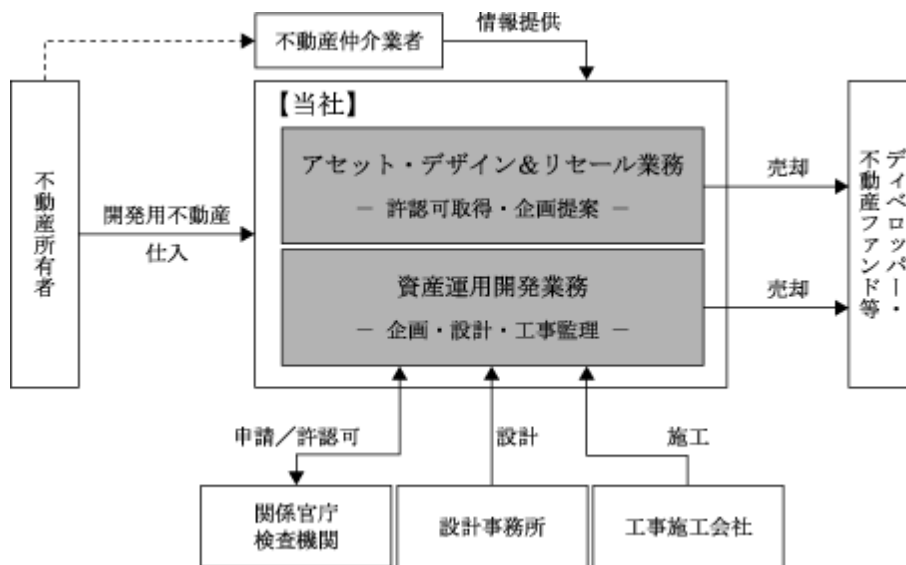 不動産仲介業者
情報提供
【当社】
アセット・デザイン&リセール業務
― 許認可取得・企画提案 ―
売却
不動産所有者
開発用不動産
仕入
資産運用開発業務
― 企画・設計・工事監理 ―
売却
ディベロッパー・
不動産ファンド等
申請/許認可
設計
施工
関係官庁
検査機関
設計事務所
工事施工会社